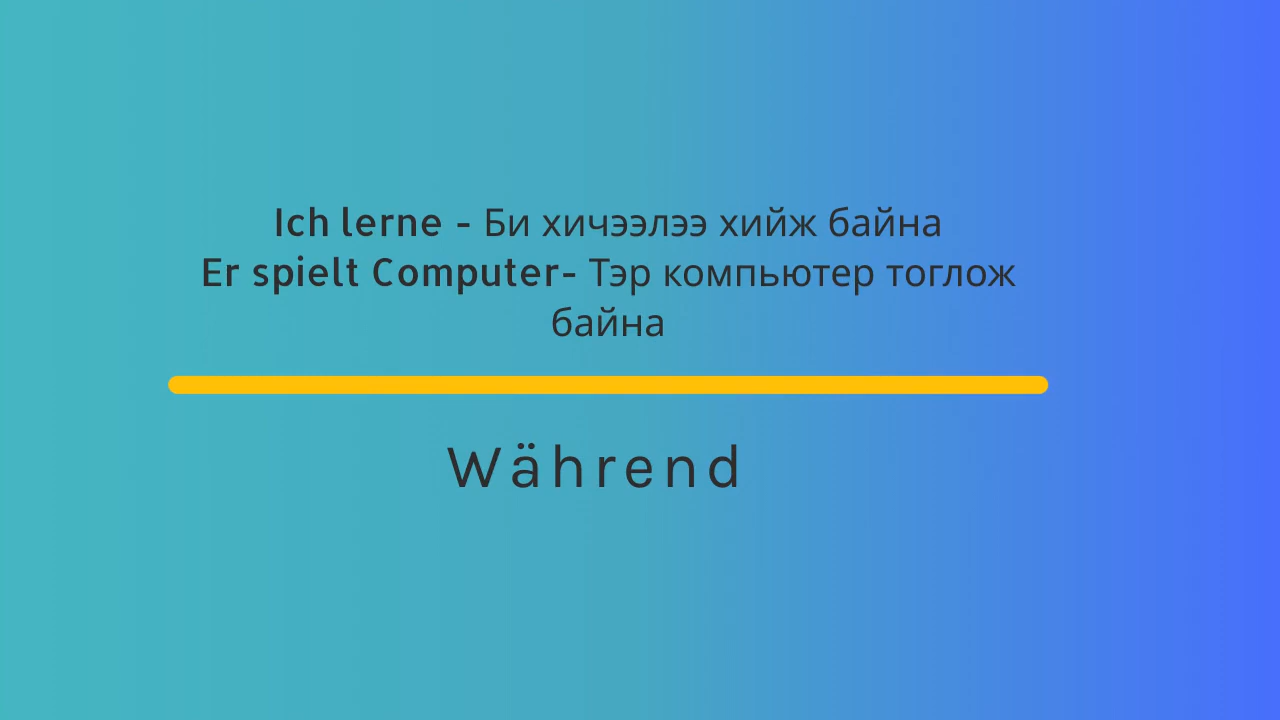 Ich lerne - Би хичээлээ хийж байна
Er spielt Computer- Тэр компьютер тоглож
байна
Während